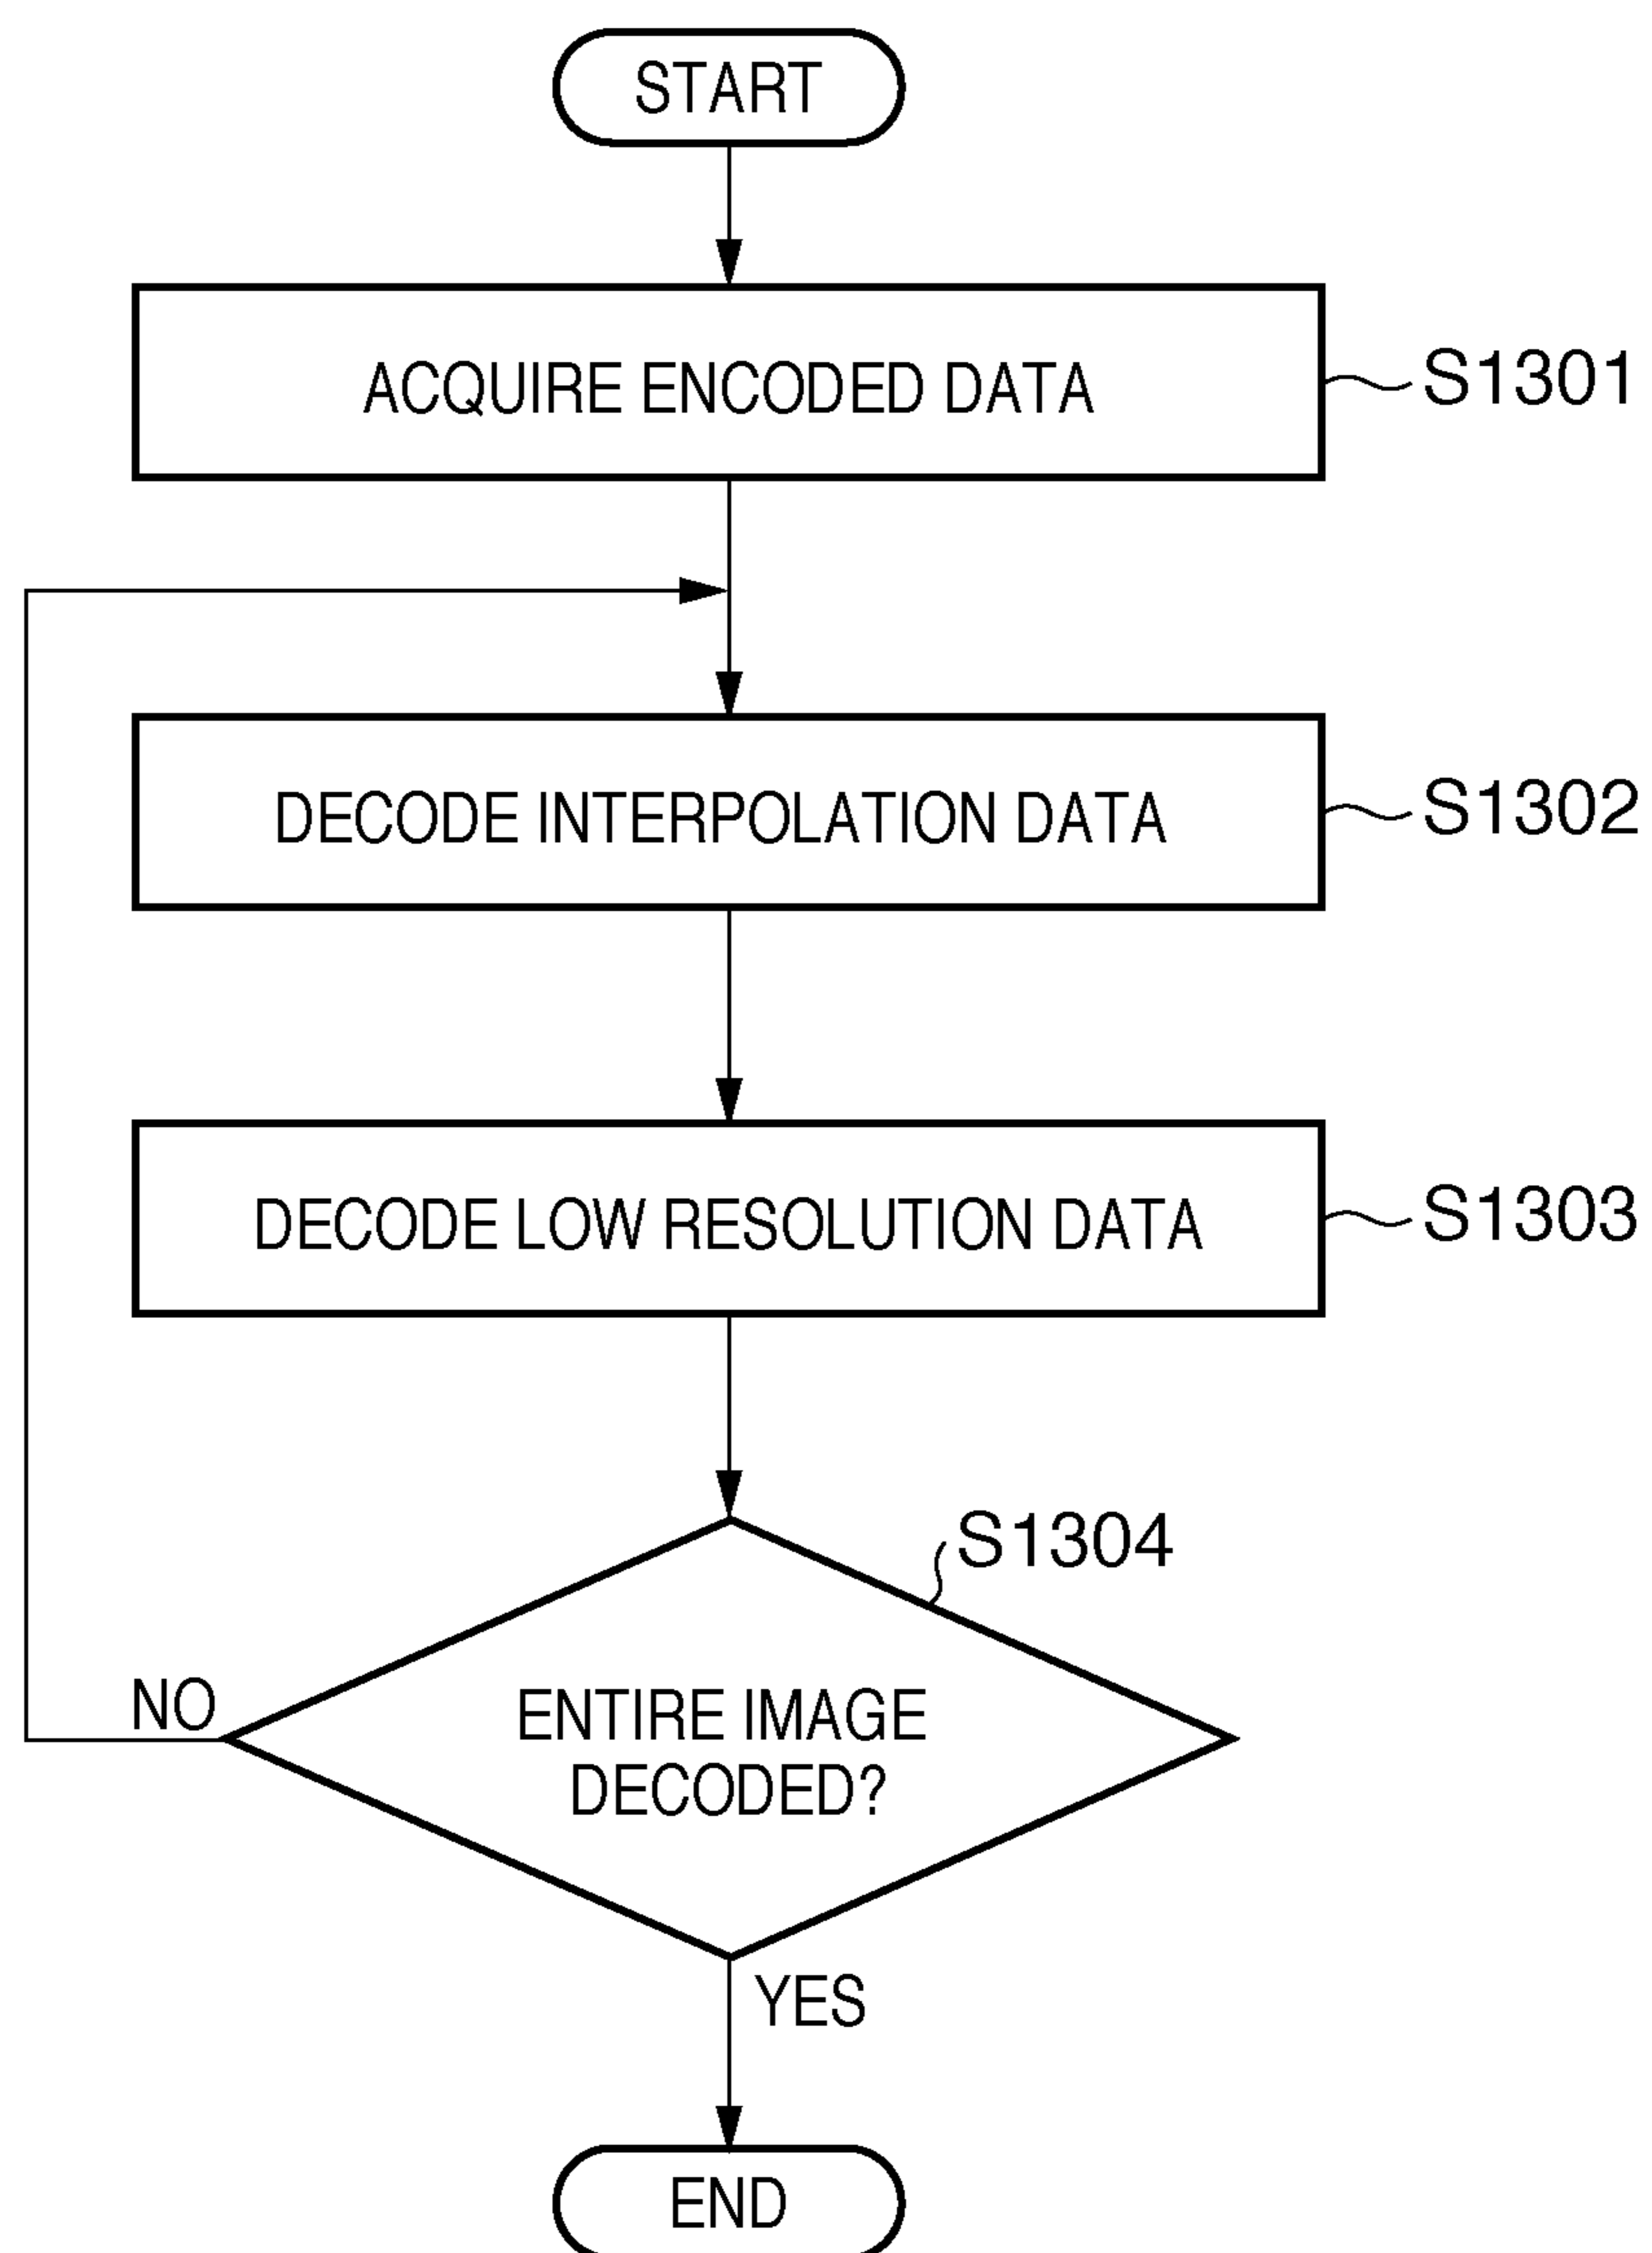 START
ACQUIRE ENCODED DATA
S1301
DECODE INTERPOLATION DATA
S1302
DECODE LOW RESOLUTION DATA
S1303
S1304
NO
ENTIRE IMAGE
DECODED?
YES
END